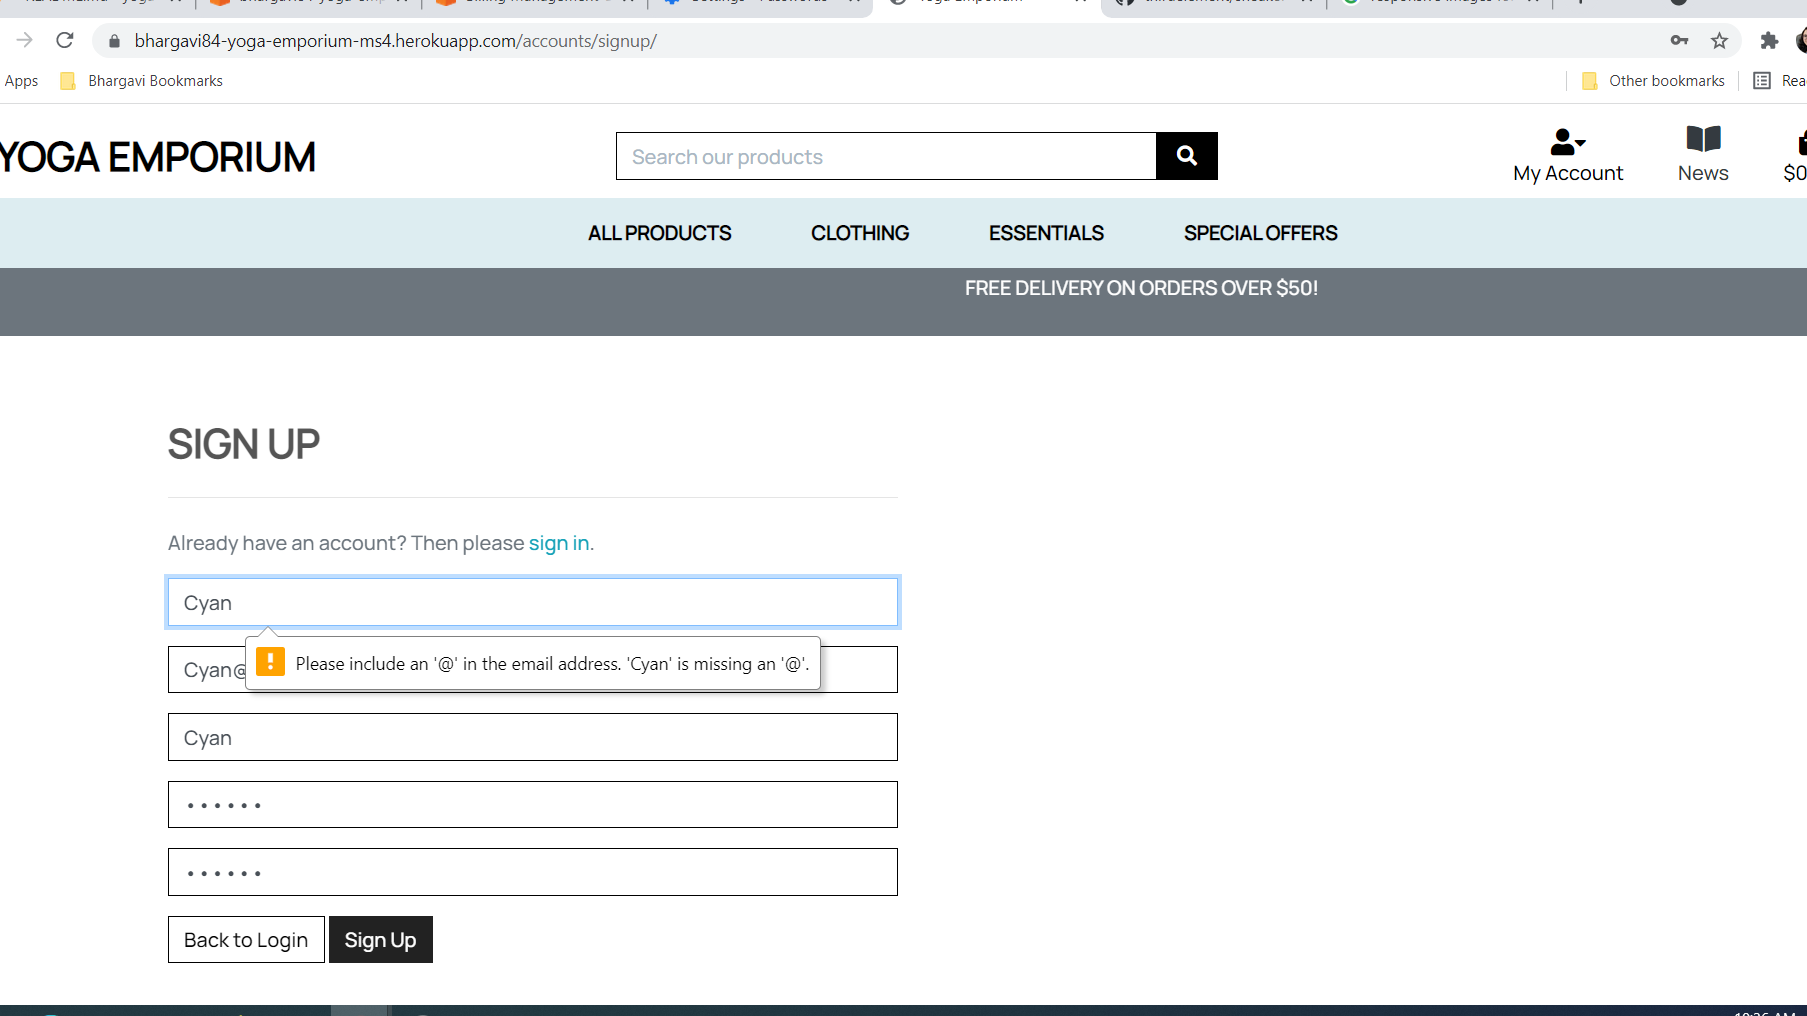 bhargavi84-yoga-emporium-ms4.herokuapp.com/accounts/signup/
Apps Bhargavi Bookmarks Other bookmarks Rea
YOGA EMPORIUM
Search our products
My Account News $0
ALL PRODUCTS CLOTHING ESSENTIALS SPECIAL OFFERS
FREE DELIVERY ON ORDERS OVER $50!
SIGN UP
Already have an account? Then please sign in.
Cyan
Please include an '@' in the email address. 'Cyan' is missing an '@'.
Cyan@
Cyan
Back to Login Sign Up